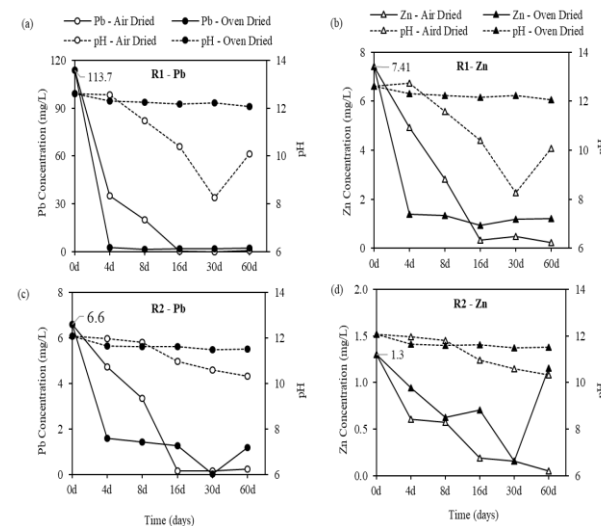 (a)
Pb - Air Dried
Pb - Oven Dried
pH - Air Dried
pH - Oven Dried
R1 - Pb
113.7
120
90
60
30
0
Pb Concentration (mg/L)
14
12
10
8
6
pH
0d 4d 8d 16d 30d 60d
(b)
Zn - Air Dried
Zn - Oven Dried
pH - Aird Dried
pH - Oven Dried
R1- Zn
7.41
8
6
4
2
0
Zn Concentration (mg/L)
14
12
10
8
6
pH
0d 4d 8d 16d 30d 60d
(c)
R2 - Pb
6.6
8
6
4
2
0
Pb Concentration (mg/L)
14
12
10
8
6
pH
0d 4d 8d 16d 30d 60d
Time (days)
(d)
R2 - Zn
1.3
2.0
1.5
1.0
0.5
0.0
Zn Concentration (mg/L)
14
12
10
8
6
pH
0d 4d 8d 16d 30d 60d
Time (days)